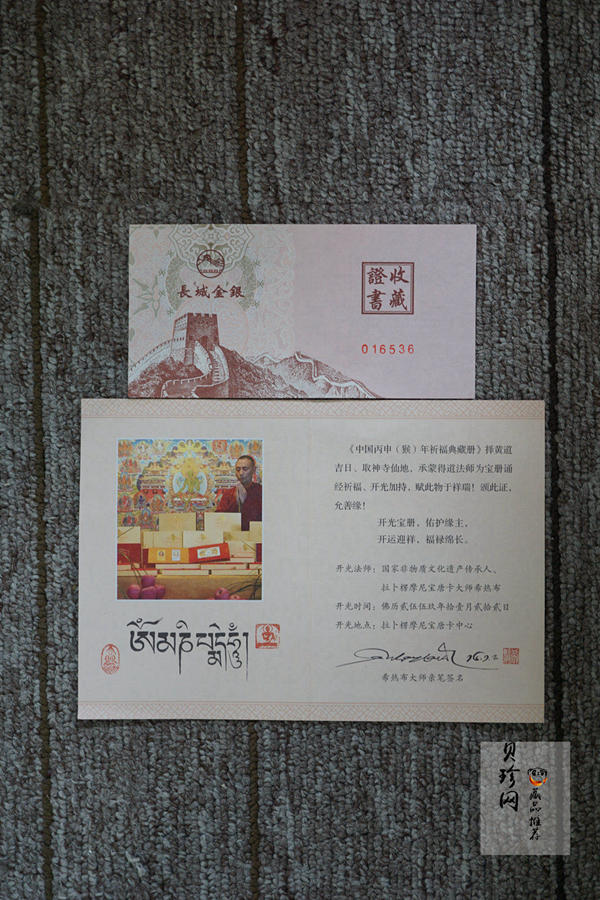 長城金銀
收藏
證書
016536
《中国丙申（猴）年祈福典藏册》择黄道
吉日、取神寺仙地，承蒙得道法师为宝册诵
经祈福、开光加持，赋此物于祥瑞！颁此证，
允善缘！
开光宝册，佑护缘主，
开运迎祥，福禄绵长。
开光法师：国家非物质文化遗产传承人、
拉卜楞摩尼宝唐卡大师希热布
开光时间：佛历贰伍伍玖年拾壹月贰拾贰日
开光地点：拉卜楞摩尼宝唐卡中心
希热布大师亲笔签名
ༀ་མ་ཎི་པདྨེ་ཧཱུྃ
贝珍网
藏品推荐